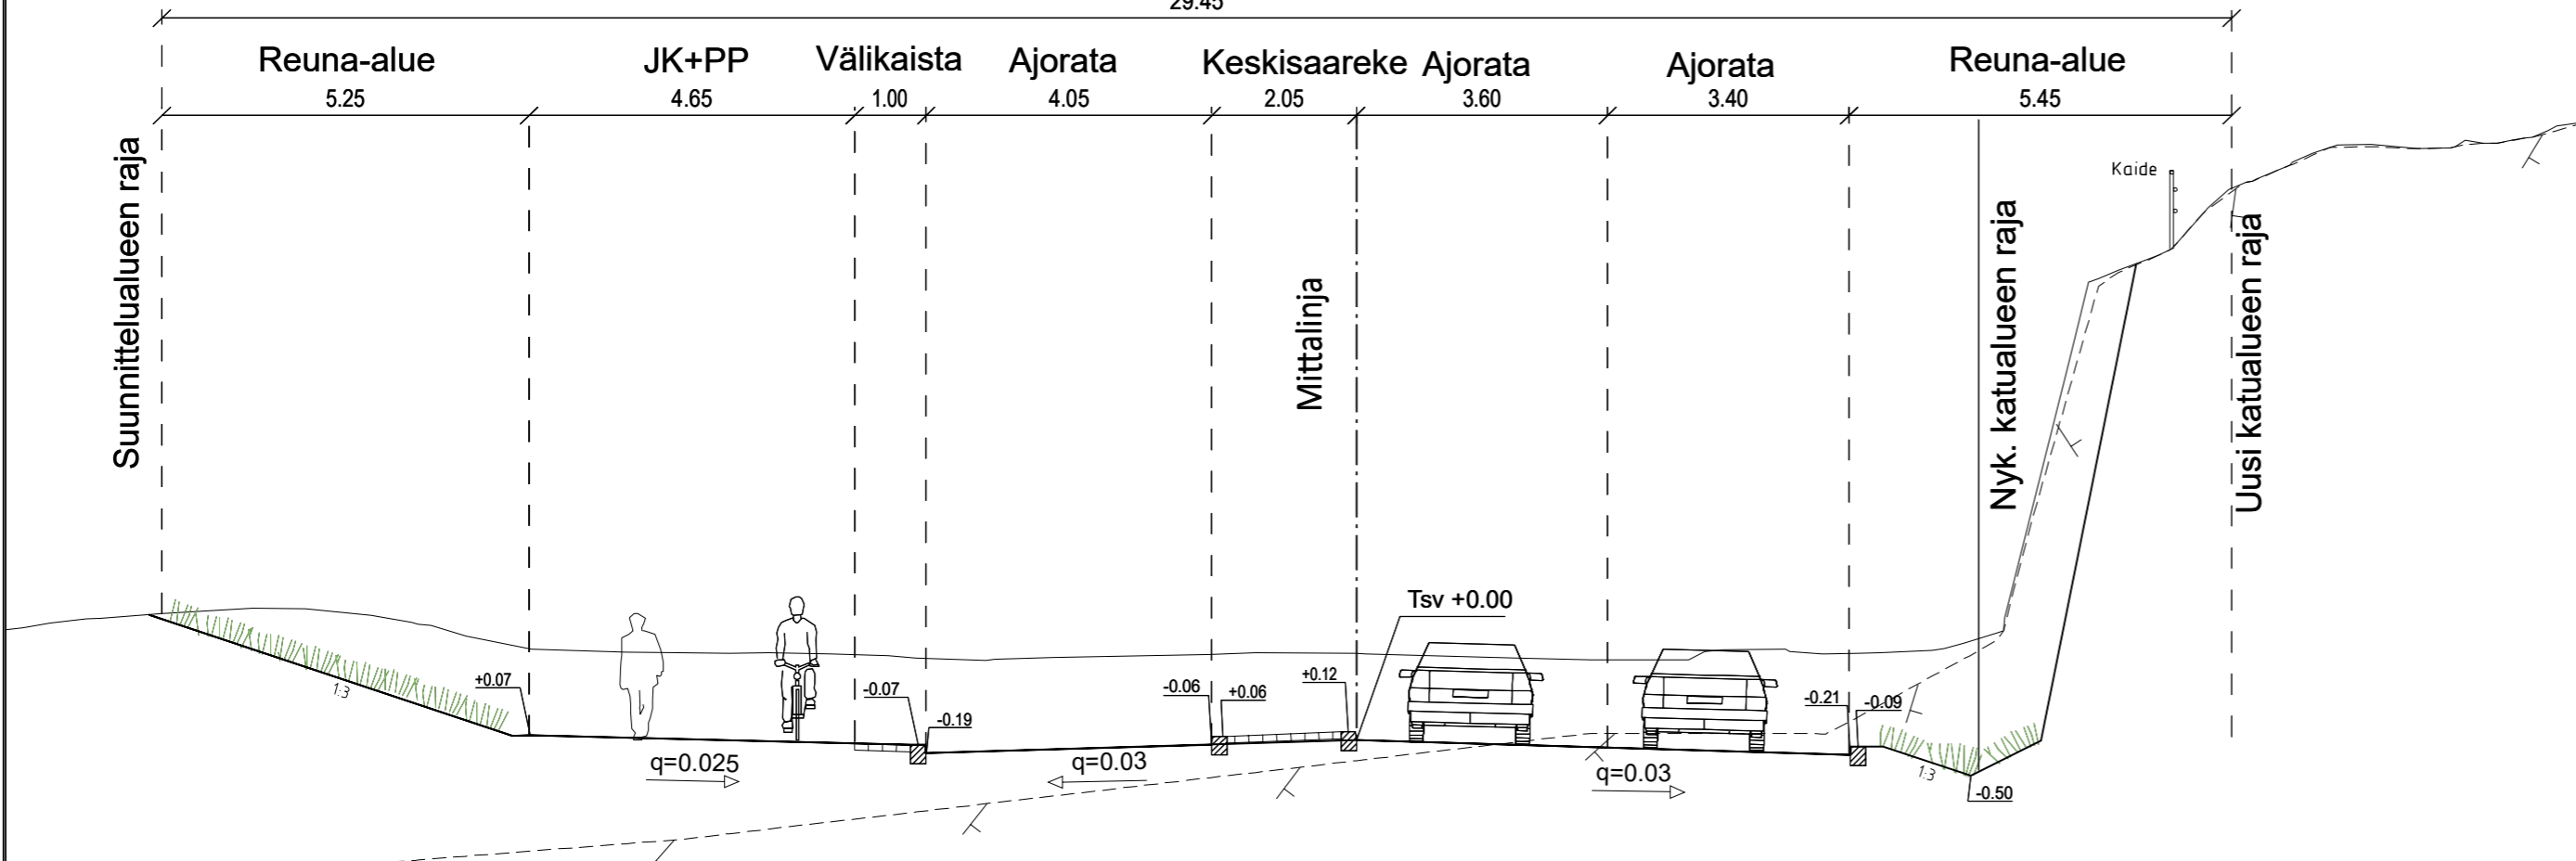 29.45
Reuna-alue
JK+PP
Välikaista
Ajorata
Keskisaareke
Ajorata
Ajorata
Reuna-alue
5.25
4.65
1.00
4.05
2.05
3.60
3.40
5.45
Suunnittelualueen raja
Mittalinja
Nyk. katualueen raja
Kaide
Uusi katualueen raja
Tsv +0.00
1:3
+0.07
-0.07
-0.19
-0.06
+0.06
+0.12
-0.21
-0.09
q=0.025
q=0.03
q=0.03
1:3
-0.50